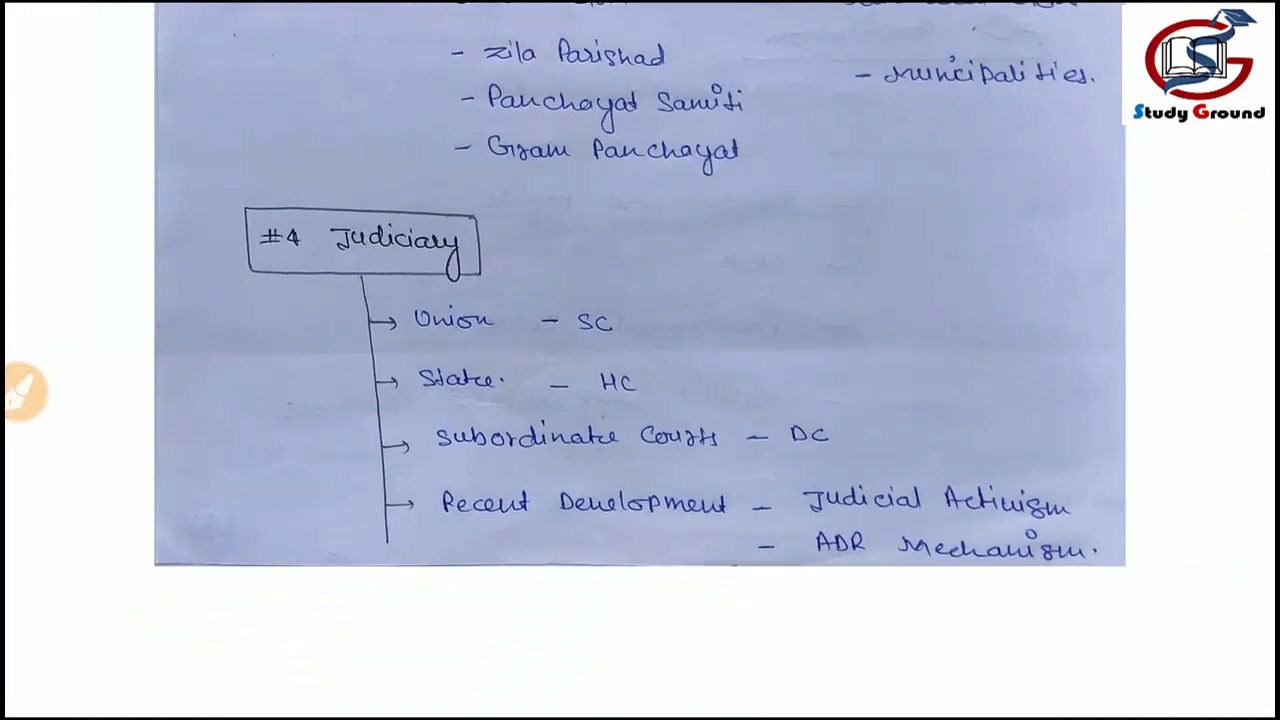 - Zila Parishad
- Panchayat Samiti
- Gram Panchayat
- Muncipalities.
Study Ground
#4 Judiciary
→ Union - SC
→ State. - HC
→ Subordinate Courts - DC
→ Recent Development - Judicial Activism
- ADR Mechanism.